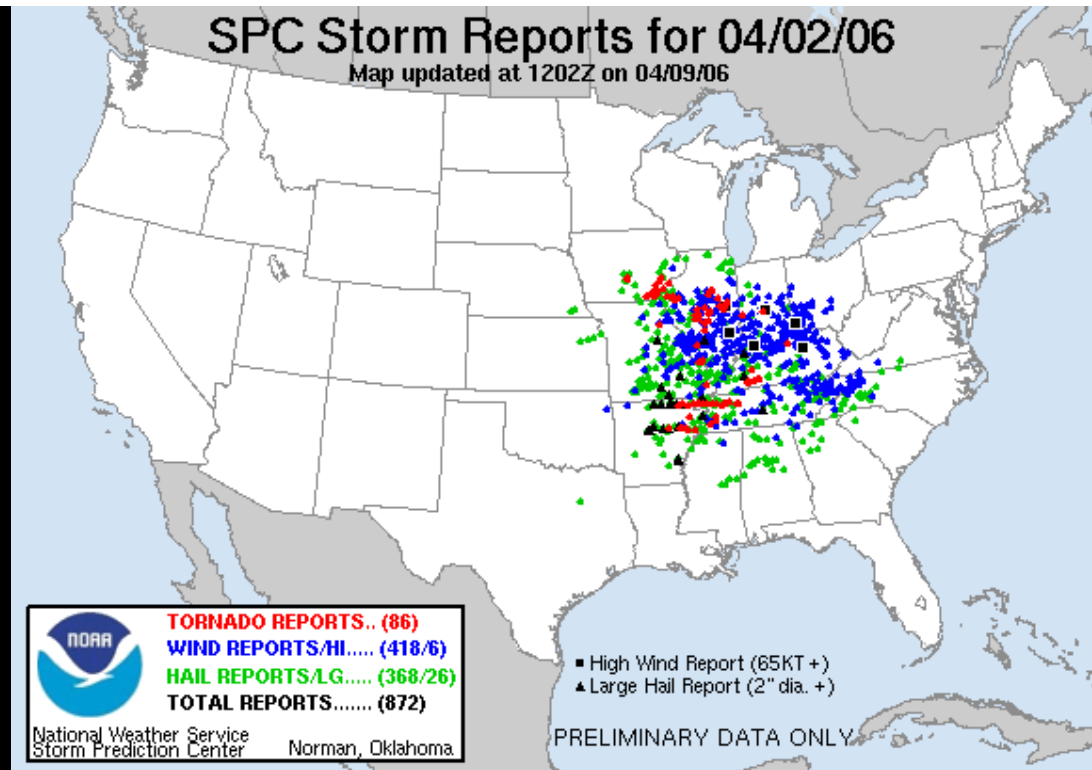 SPC Storm Reports for 04/02/06
Map updated at 1202Z on 04/09/06
NOAA
TORNADO REPORTS.. (86)
WIND REPORTS/HI..... (418/6)
HAIL REPORTS/LG..... (368/26)
TOTAL REPORTS....... (872)
National Weather Service
Storm Prediction Center
Norman, Oklahoma
■ High Wind Report (65KT +)
▲ Large Hail Report (2" dia. +)
PRELIMINARY DATA ONLY